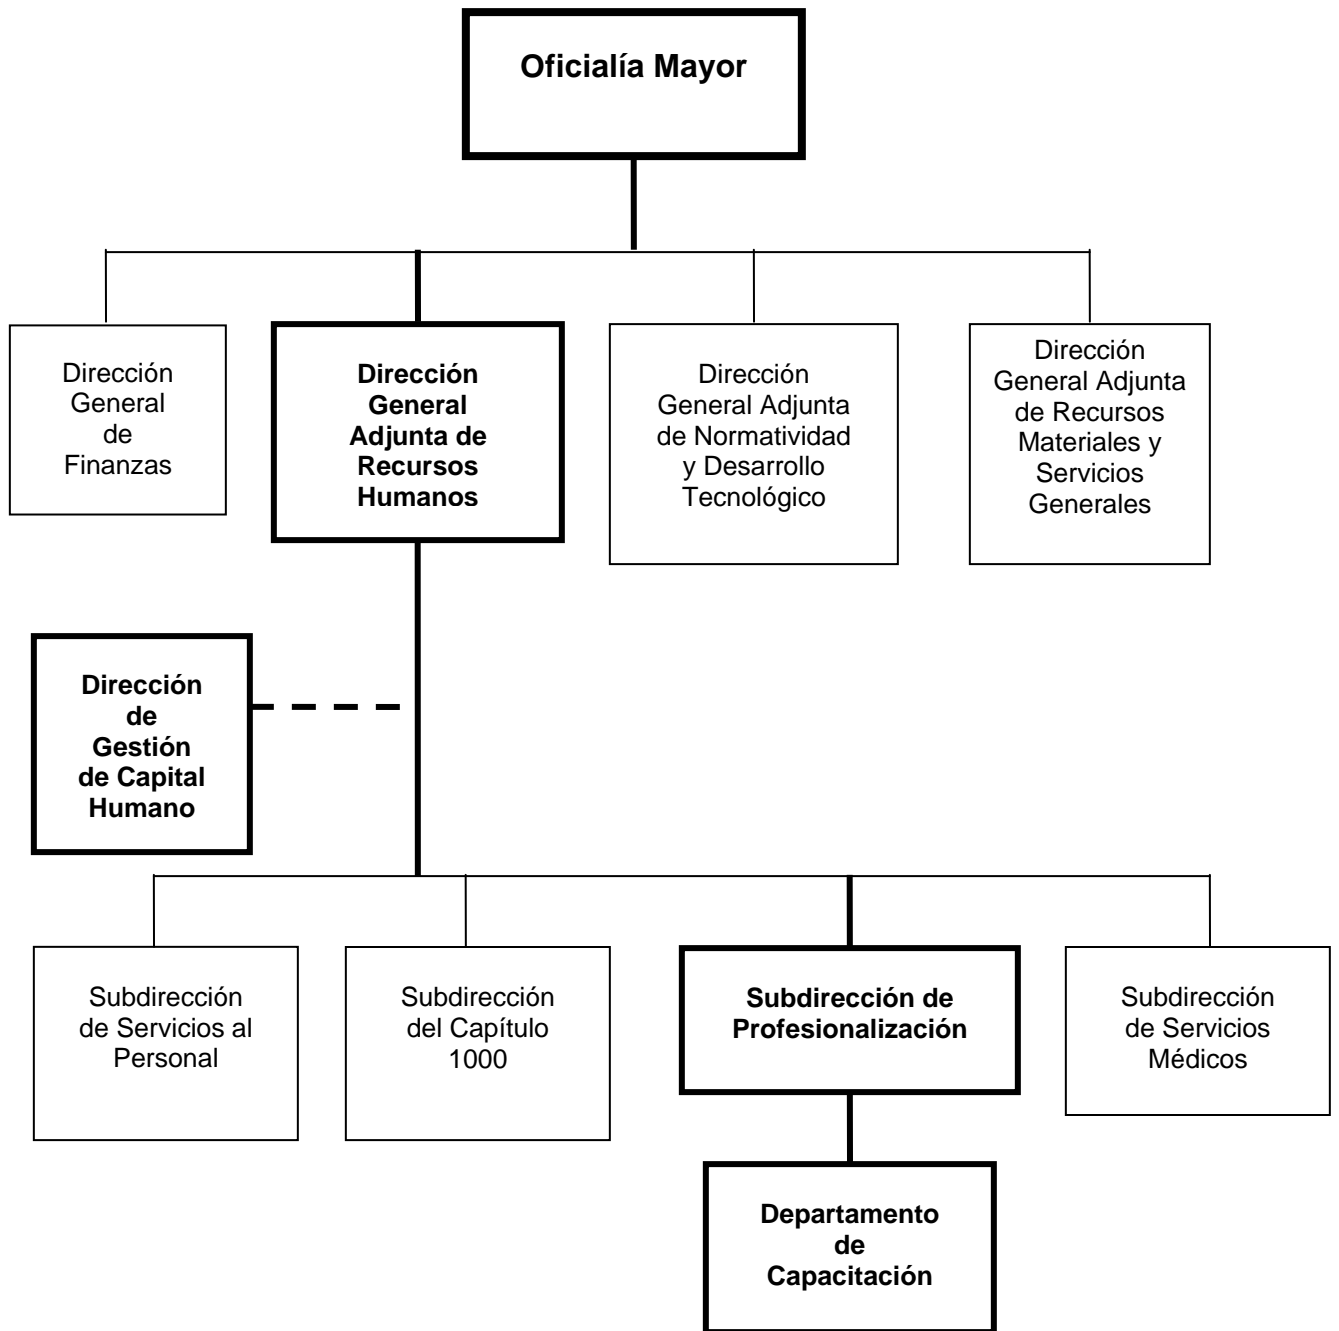 Oficialía Mayor
Dirección
General
de
Finanzas
Dirección
General
Adjunta de
Recursos
Humanos
Dirección
General Adjunta
de Normatividad
y Desarrollo
Tecnológico
Dirección
General Adjunta
de Recursos
Materiales y
Servicios
Generales
Dirección
de
Gestión
de Capital
Humano
Subdirección
de Servicios al
Personal
Subdirección
del Capítulo
1000
Subdirección de
Profesionalización
Subdirección
de Servicios
Médicos
Departamento
de
Capacitación